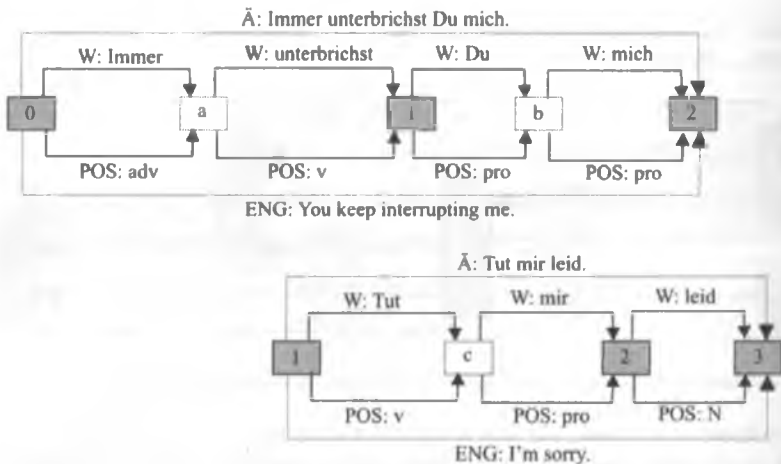 Ä: Immer unterbrichst Du mich.
W: Immer W: unterbrichst W: Du W: mich
0 a 1 b 2
POS: adv POS: v POS: pro POS: pro
ENG: You keep interrupting me.
Ä: Tut mir leid.
W: Tut W: mir W: leid
1 c 2 3
POS: v POS: pro POS: N
ENG: I'm sorry.